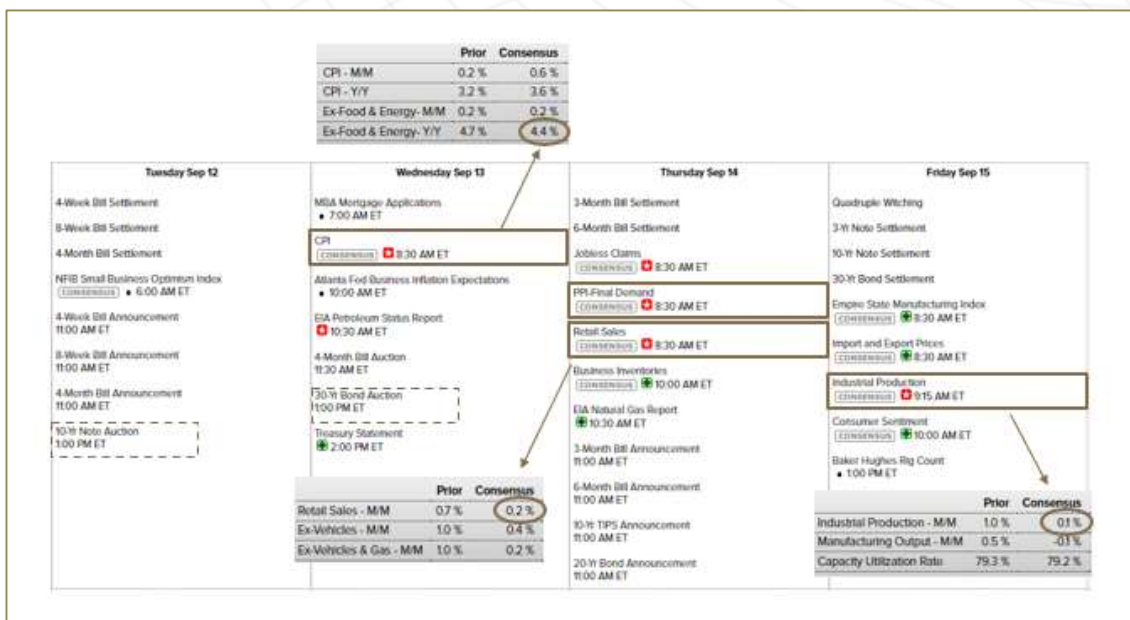 Prior Consensus
CPI - M/M 0.2 % 0.6 %
CPI - Y/Y 3.2 % 3.6 %
Ex-Food & Energy- M/M 0.2 % 0.2 %
Ex-Food & Energy- Y/Y 4.7 % 4.4 %
Tuesday Sep 12
4-Week Bill Settlement
8-Week Bill Settlement
4-Month Bill Settlement
NFIB Small Business Optimism Index
CONSENSUS • 6:00 AM ET
4-Week Bill Announcement
11:00 AM ET
8-Week Bill Announcement
11:00 AM ET
4-Month Bill Announcement
11:00 AM ET
10-Yr Note Auction
1:00 PM ET
Wednesday Sep 13
MBA Mortgage Applications
• 7:00 AM ET
CPI
CONSENSUS 8:30 AM ET
Atlanta Fed Business Inflation Expectations
• 10:00 AM ET
EIA Petroleum Status Report
10:30 AM ET
4-Month Bill Auction
11:30 AM ET
30-Yr Bond Auction
1:00 PM ET
Treasury Statement
2:00 PM ET
Thursday Sep 14
3-Month Bill Settlement
6-Month Bill Settlement
Jobless Claims
CONSENSUS 8:30 AM ET
PPI-Final Demand
CONSENSUS 8:30 AM ET
Retail Sales
CONSENSUS 8:30 AM ET
Business Inventories
CONSENSUS 10:00 AM ET
EIA Natural Gas Report
10:30 AM ET
3-Month Bill Announcement
11:00 AM ET
6-Month Bill Announcement
11:00 AM ET
10-Yr TIPS Announcement
11:00 AM ET
20-Yr Bond Announcement
11:00 AM ET
Friday Sep 15
Quadruple Witching
3-Yr Note Settlement
10-Yr Note Settlement
30-Yr Bond Settlement
Empire State Manufacturing Index
CONSENSUS 8:30 AM ET
Import and Export Prices
CONSENSUS 8:30 AM ET
Industrial Production
CONSENSUS 9:15 AM ET
Consumer Sentiment
CONSENSUS 10:00 AM ET
Baker Hughes Rig Count
• 1:00 PM ET
Prior Consensus
Retail Sales - M/M 0.7 % 0.2 %
Ex-Vehicles - M/M 1.0 % 0.4 %
Ex-Vehicles & Gas - M/M 1.0 % 0.2 %
Prior Consensus
Industrial Production - M/M 1.0 % 0.1 %
Manufacturing Output - M/M 0.5 % -0.1 %
Capacity Utilization Rate 79.3 % 79.2 %